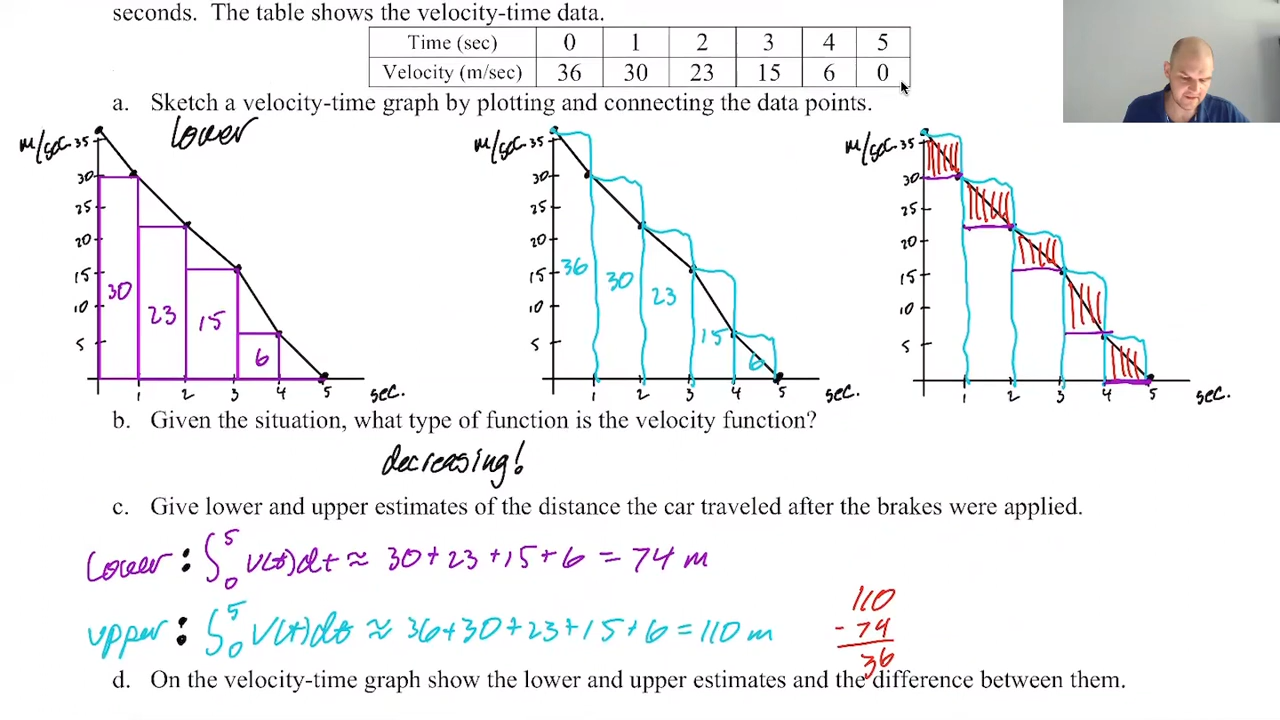 seconds. The table shows the velocity-time data.
Time (sec) 0 1 2 3 4 5
Velocity (m/sec) 36 30 23 15 6 0
a. Sketch a velocity-time graph by plotting and connecting the data points.
lower
m/sec 35
30
25
20
15
10
5
30 23 15 6
1 2 3 4 5 sec.
m/sec 35
30
25
20
15
10
5
36 30 23 15 6
1 2 3 4 5 sec.
m/sec 35
30
25
20
15
10
5
1 2 3 4 5 sec.
b. Given the situation, what type of function is the velocity function?
decreasing!
c. Give lower and upper estimates of the distance the car traveled after the brakes were applied.
Lower: ∫₀⁵ v(t)dt ≈ 30+23+15+6 = 74 m
upper: ∫₀⁵ v(t)dt ≈ 36+30+23+15+6 = 110 m
110
- 74
36
d. On the velocity-time graph show the lower and upper estimates and the difference between them.